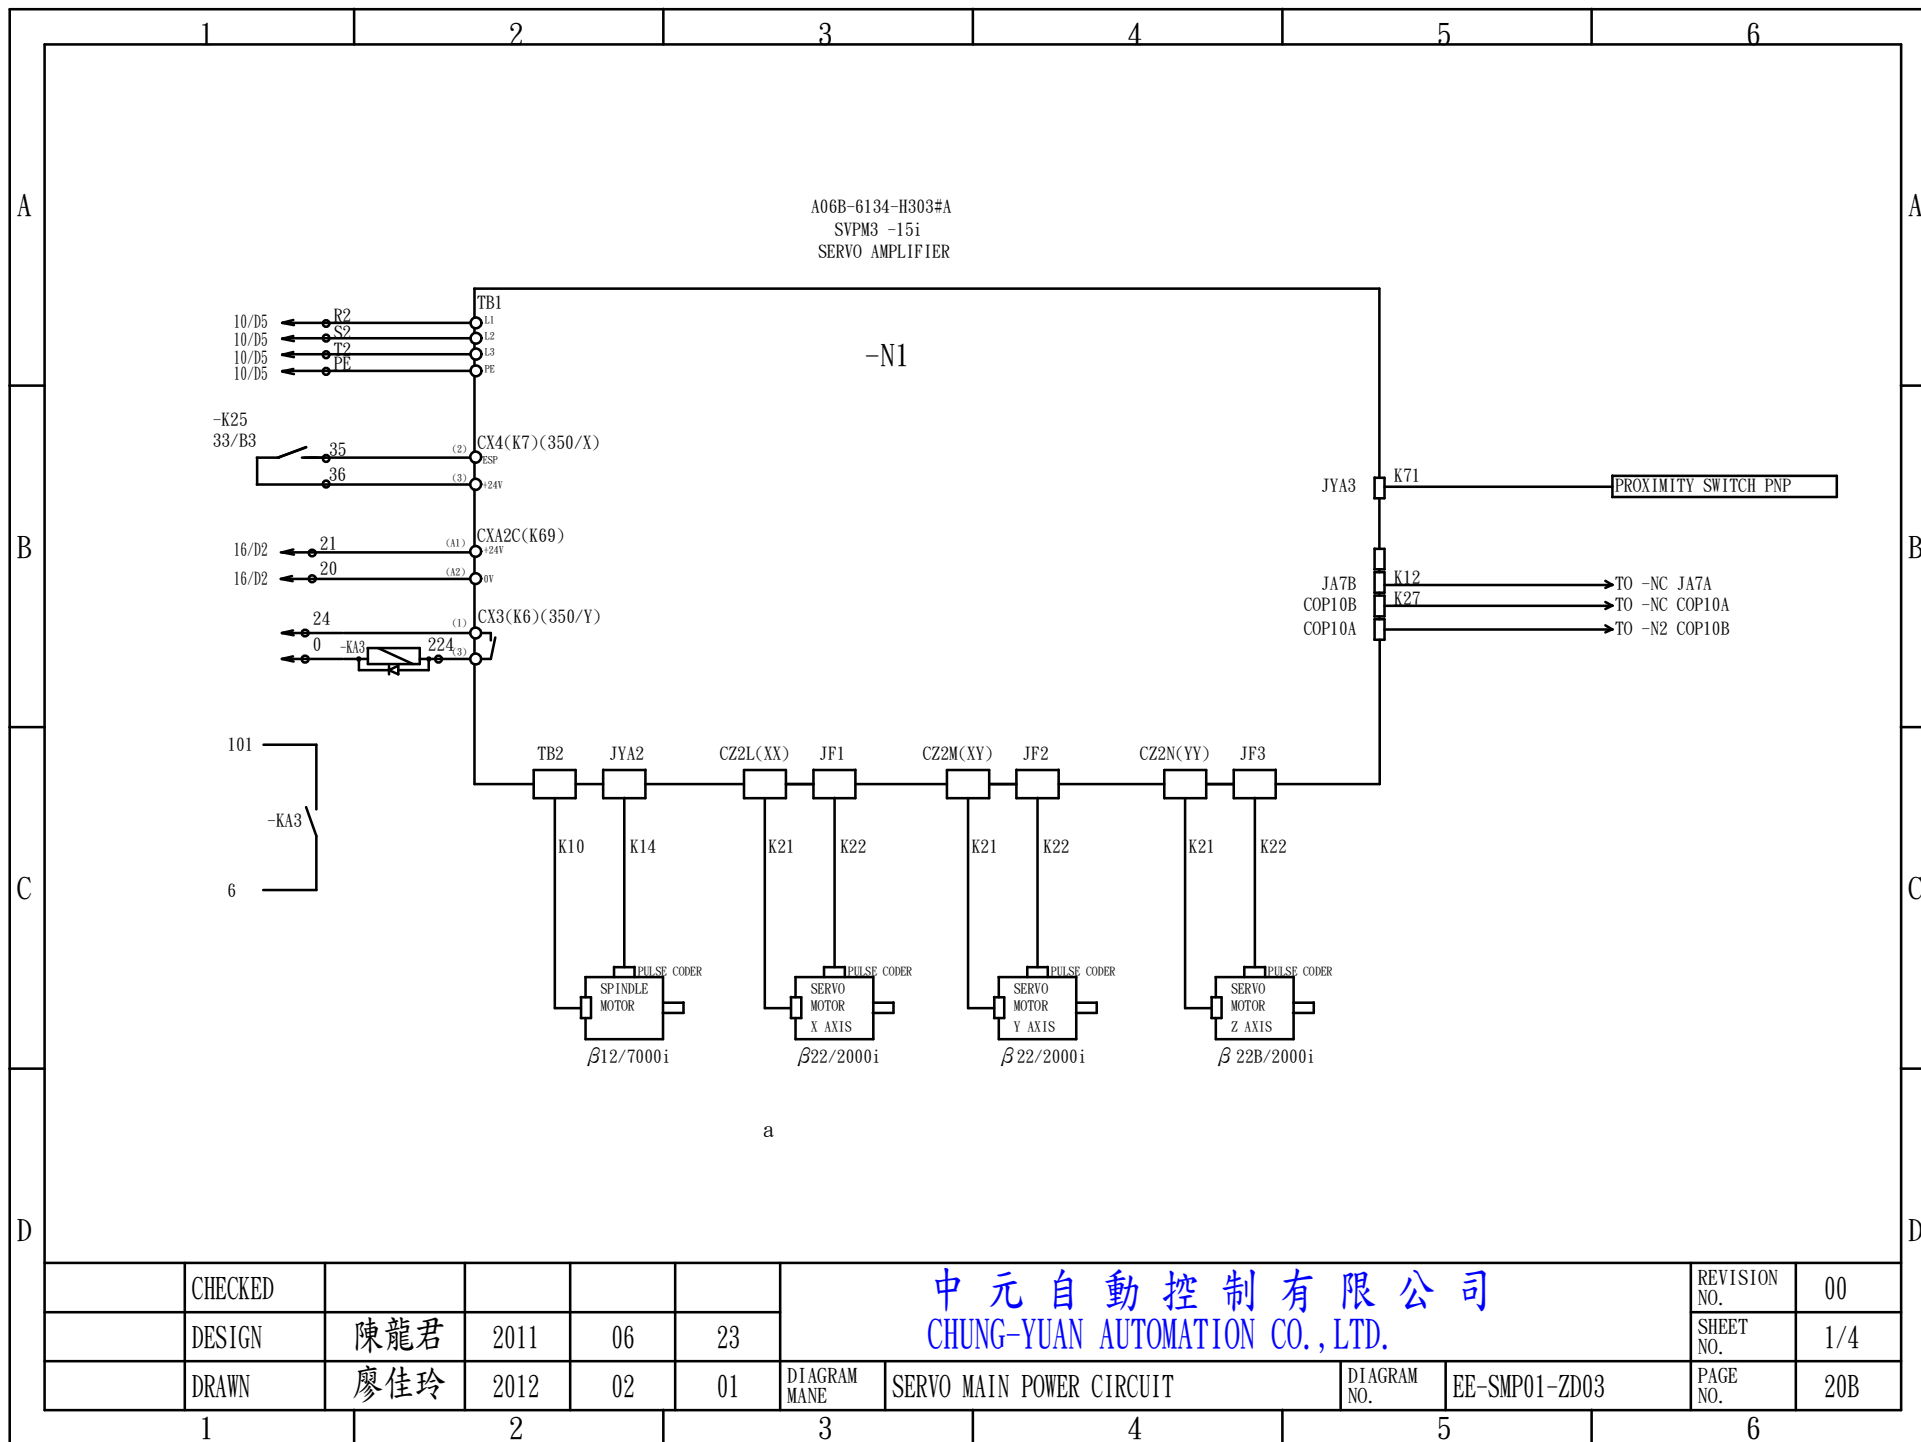 1 2 3 4 5 6
A A
A06B-6134-H303#A
SVPM3 -15i
SERVO AMPLIFIER
-N1
TB1
10/D5 R2 L1
10/D5 S2 L2
10/D5 T2 L3
10/D5 PE PE
-K25
33/B3
CX4(K7)(350/X)
35 (2) ESP
36 (3) +24V
JYA3 K71 PROXIMITY SWITCH PNP
B B
CXA2C(K69)
16/D2 21 (A1) +24V
16/D2 20 (A2) 0V
JA7B K12 TO -NC JA7A
COP10B K27 TO -NC COP10A
COP10A TO -N2 COP10B
CX3(K6)(350/Y)
24 (1)
0 -KA3 224 (3)
101
-KA3
6
TB2 JYA2 CZ2L(XX) JF1 CZ2M(XY) JF2 CZ2N(YY) JF3
K10 K14 K21 K22 K21 K22 K21 K22
C C
PULSE CODER PULSE CODER PULSE CODER PULSE CODER
SPINDLE SERVO SERVO SERVO
MOTOR MOTOR MOTOR MOTOR
X AXIS Y AXIS Z AXIS
β12/7000i β22/2000i β22/2000i β 22B/2000i
a
D D
CHECKED
DESIGN 陳龍君 2011 06 23
DRAWN 廖佳玲 2012 02 01
中元自動控制有限公司
CHUNG-YUAN AUTOMATION CO.,LTD.
DIAGRAM
MANE
SERVO MAIN POWER CIRCUIT
DIAGRAM
NO.
EE-SMP01-ZD03
REVISION
NO.
00
SHEET
NO.
1/4
PAGE
NO.
20B
1 2 3 4 5 6